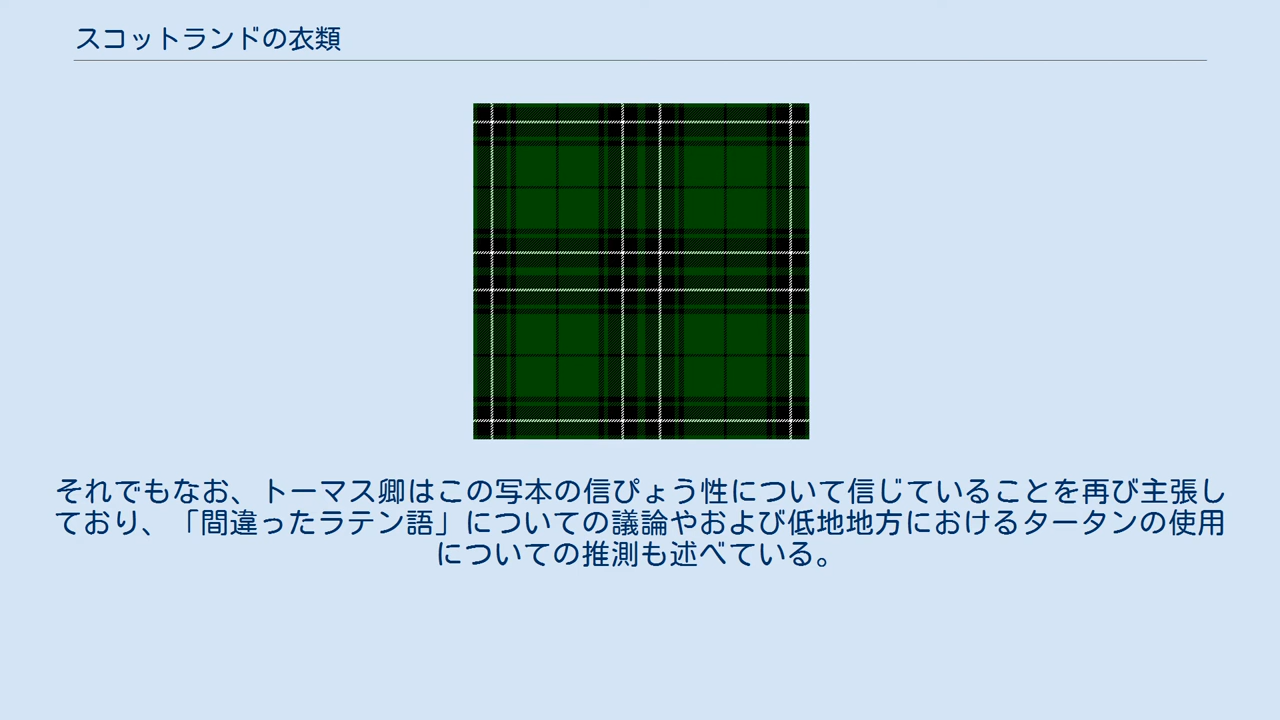 スコットランドの衣類
それでもなお、トーマス卿はこの写本の信ぴょう性について信じていることを再び主張し
ており、「間違ったラテン語」についての議論やおよび低地地方におけるタータンの使用
についての推測も述べている。